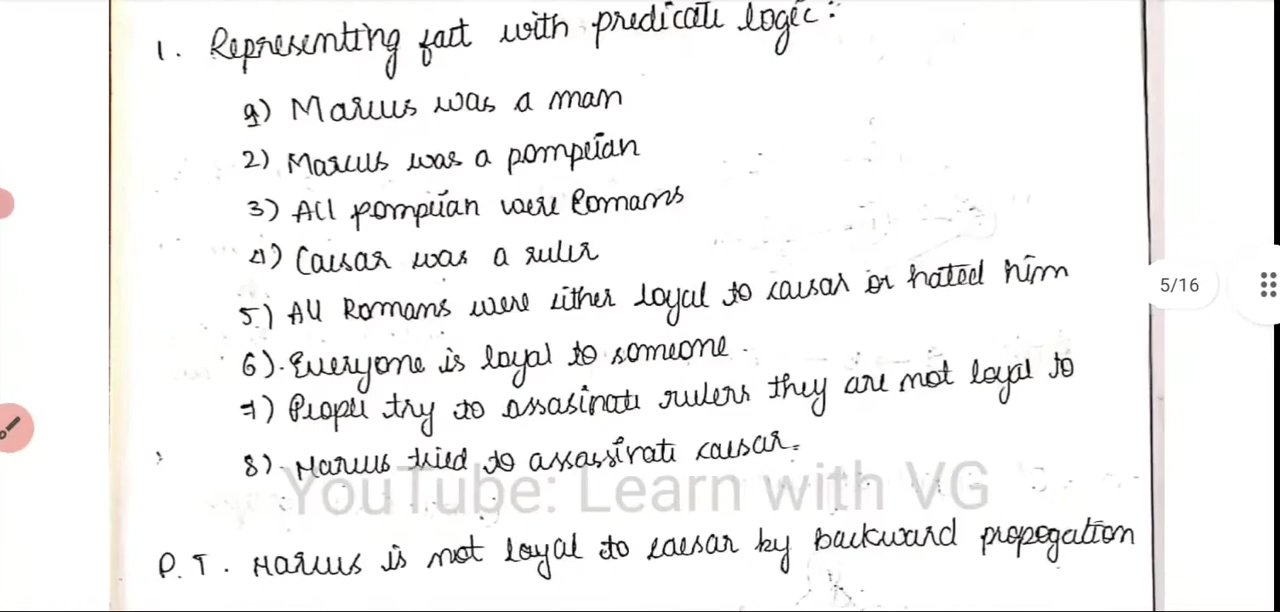 1. Representing fact with predicate logic:
1) Marcus was a man
2) Marcus was a pompeian
3) All pompeian were Romans
4) Caesar was a ruler
5) All Romans were either loyal to caesar or hated him
5/16
6). Everyone is loyal to someone.
7) People try to assasinate rulers they are not loyal to
8). Marcus tried to assassinate caesar.
YouTube: Learn with VG
P.T. Marcus is not loyal to caesar by backward propogation